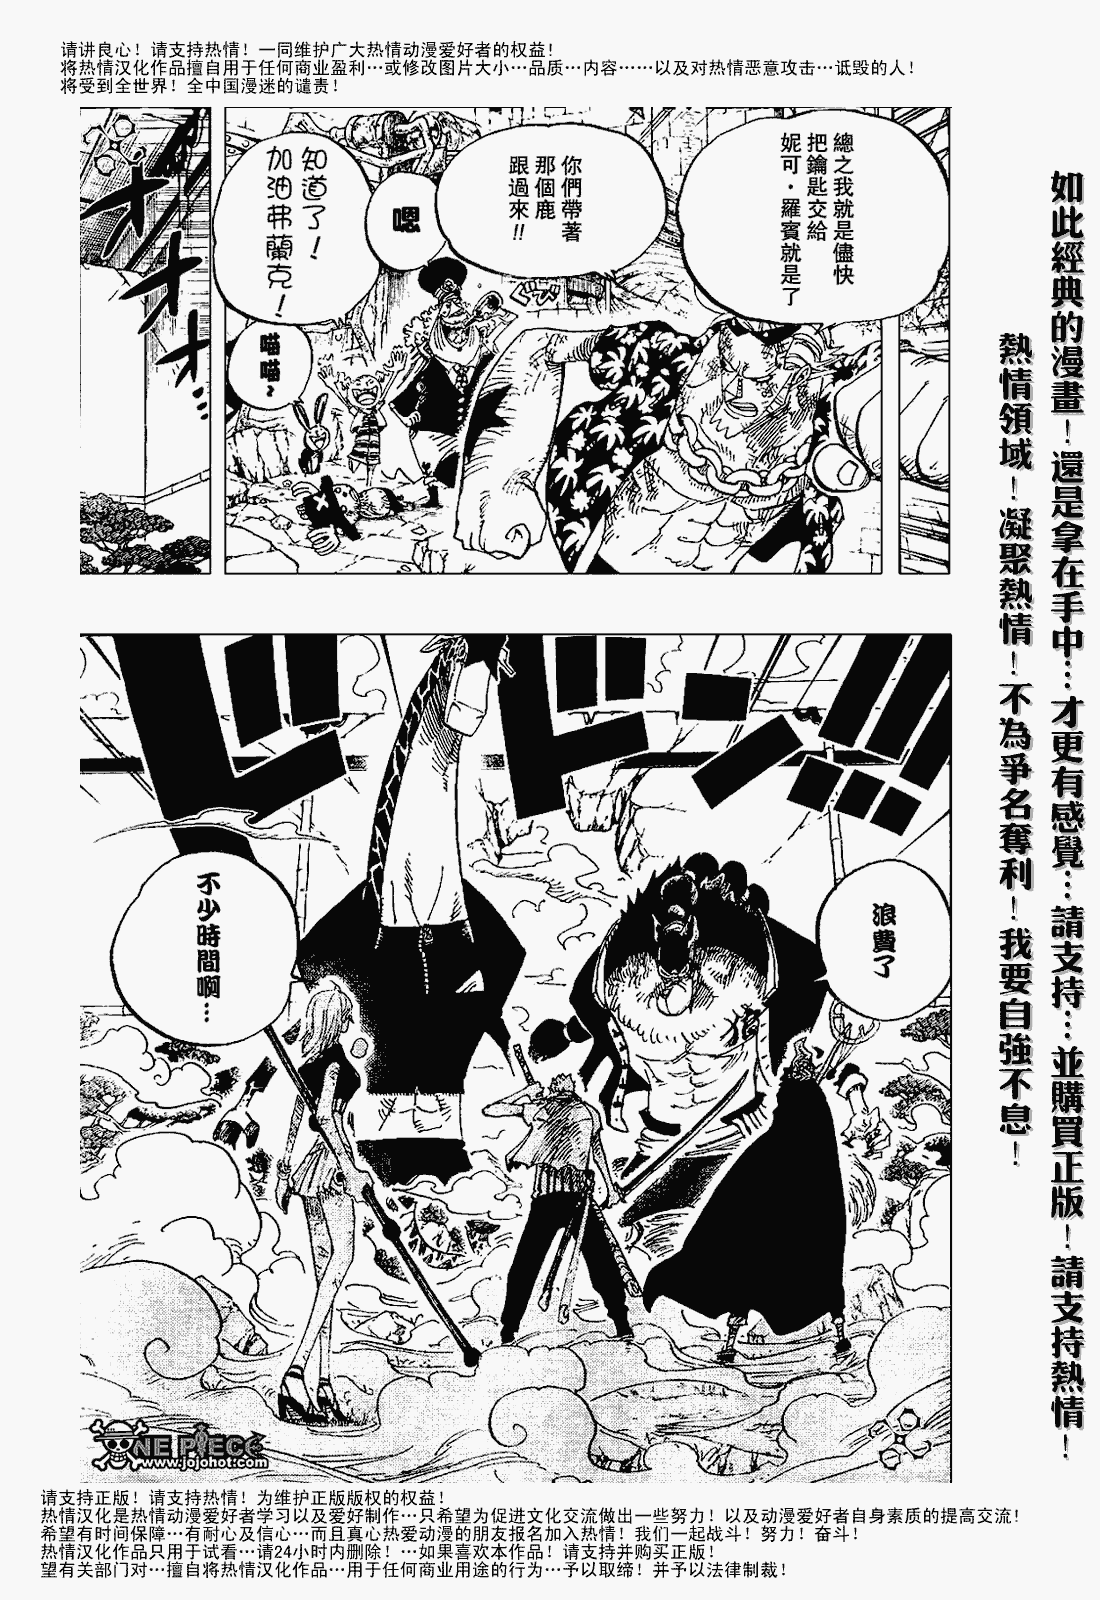 请讲良心！请支持热情！一同维护广大热情动漫爱好者的权益！
将热情汉化作品擅自用于任何商业盈利…或修改图片大小…品质…内容……以及对热情恶意攻击…诋毁的人！
将受到全世界！全中国漫迷的谴责！
如此經典的漫畫！還是拿在手中…才更有感覺…請支持…並購買正版！請支持熱情！
熱情領域！凝聚熱情！不為爭名奪利！我要自強不息！
總之我就是儘快
把鑰匙交給
妮可·羅賓就是了
你們帶著
那個鹿
跟過來!!
嗯
知道了！
加油弗蘭克！
ドドン!!!
浪費了
不少時間啊…
ONE PIECE
www.jojohot.com
请支持正版！请支持热情！为维护正版版权的权益！
热情汉化是热情动漫爱好者学习以及爱好制作…只希望为促进文化交流做出一些努力！以及动漫爱好者自身素质的提高交流！
希望有时间保障…有耐心及信心…而且真心热爱动漫的朋友报名加入热情！我们一起战斗！努力！奋斗！
热情汉化作品只用于试看…请24小时内删除！…如果喜欢本作品！请支持并购买正版！
望有关部门对…擅自将热情汉化作品…用于任何商业用途的行为…予以取缔！并予以法律制裁！